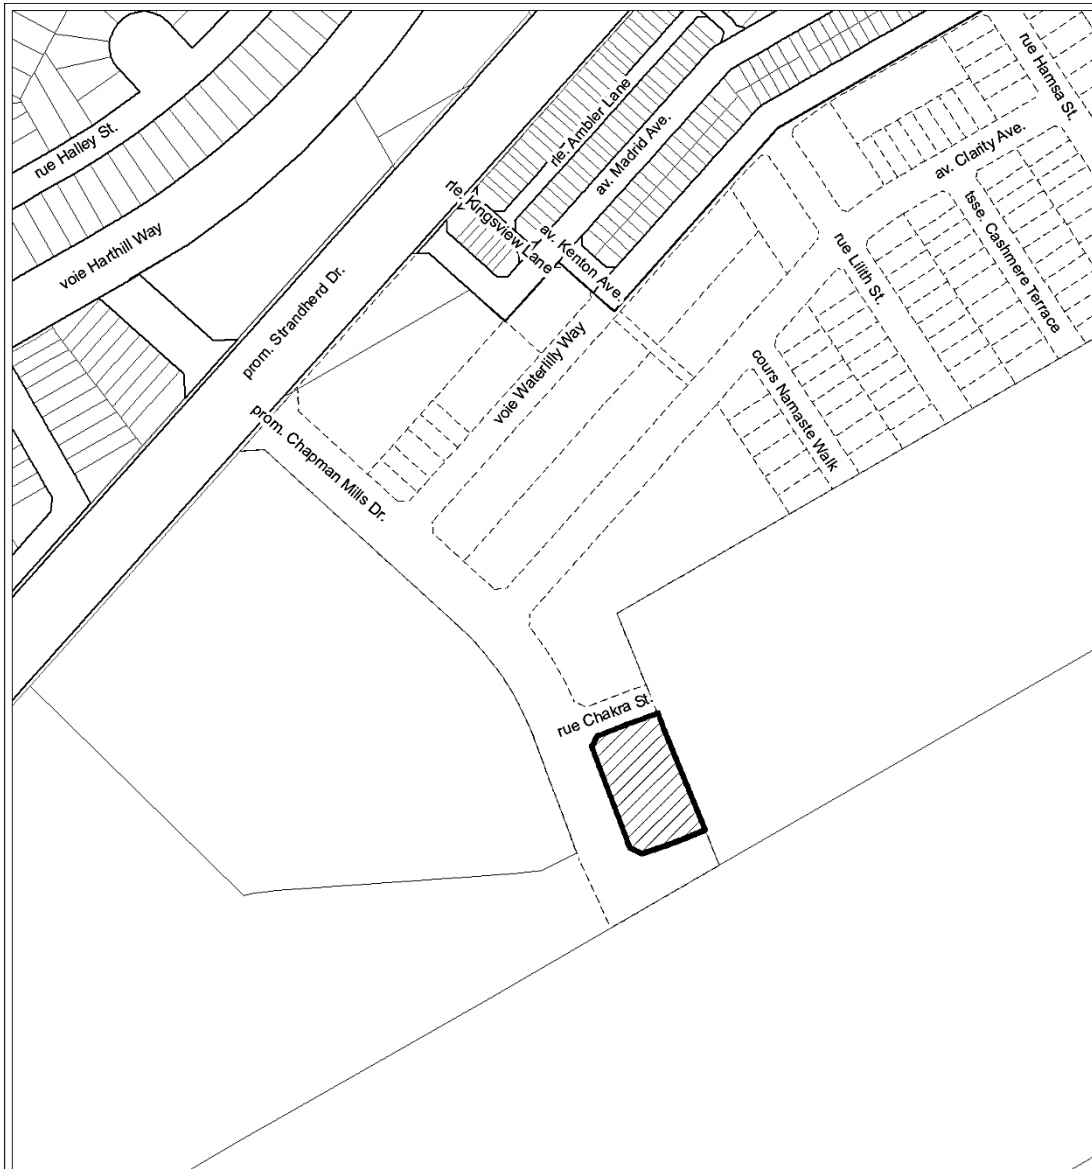 rue Halley St.
voie Harthill Way
prom. Strandherd Dr.
rle. Ambler Lane
av. Madrid Ave.
rle. Kingsview Lane
av. Kenton Ave
rue Hamsa St.
av. Clarity Ave.
tsse. Cashmere Terrace
rue Lilith St.
voie Waterlilly Way
cours Namaste Walk
prom. Chapman Mills Dr.
rue Chakra St.